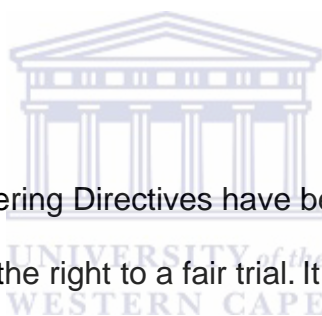 ering Directives have be
UNIVERSITY of the
the right to a fair trial. It
WESTERN CAPE